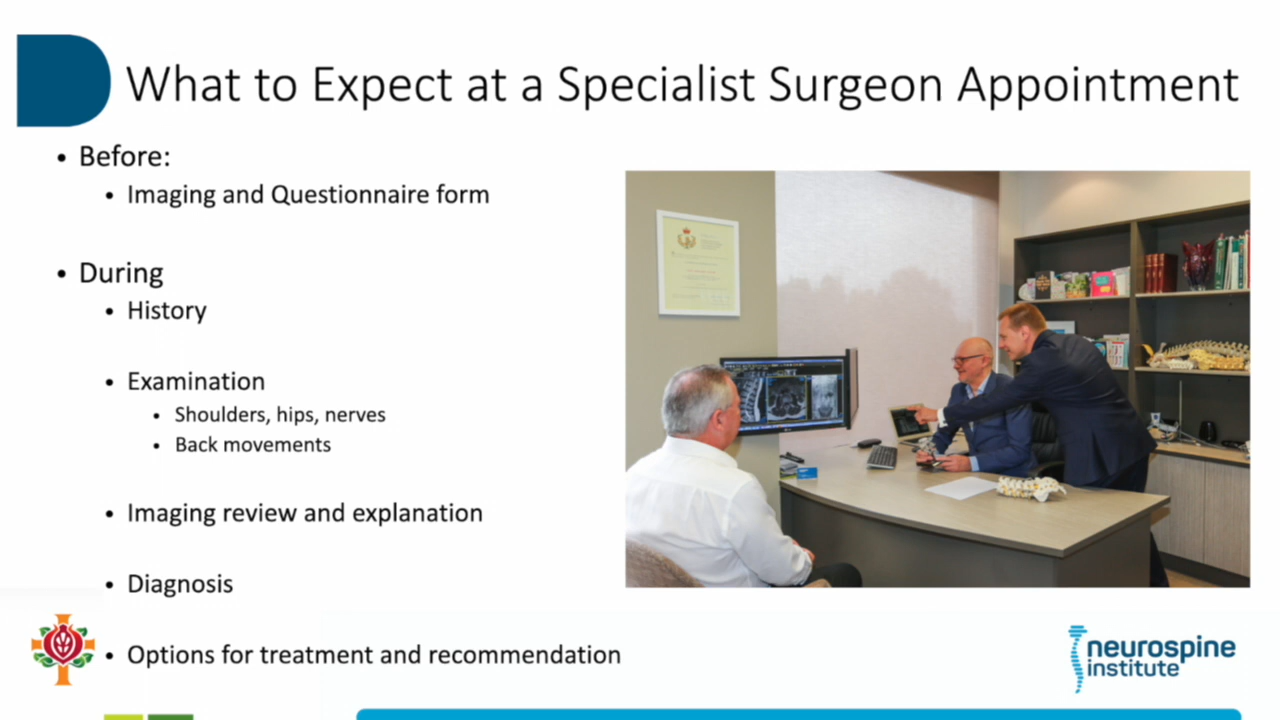 What to Expect at a Specialist Surgeon Appointment
• Before:
• Imaging and Questionnaire form
• During
• History
• Examination
• Shoulders, hips, nerves
• Back movements
• Imaging review and explanation
• Diagnosis
• Options for treatment and recommendation
neurospine
institute